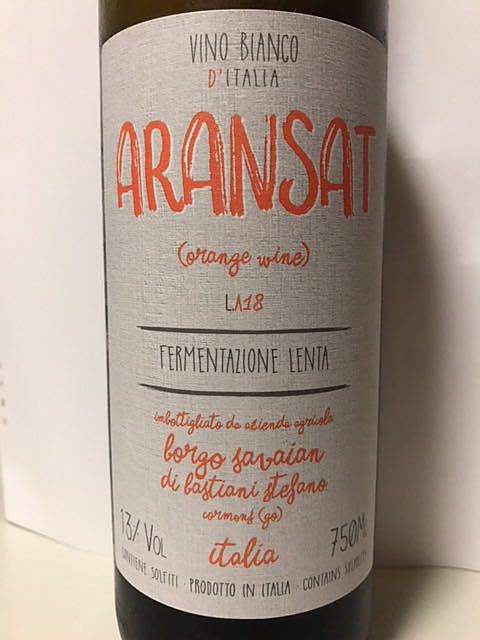 VINO BIANCO
D'ITALIA
ARANSAT
(orange wine)
L.A18
FERMENTAZIONE LENTA
imbottigliato da azienda agricola
borgo savaian
di bastiani stefano
cormons (go)
13% VOL
italia
750ML
CONTIENE SOLFITI · PRODOTTO IN ITALIA · CONTAINS SULPHITES